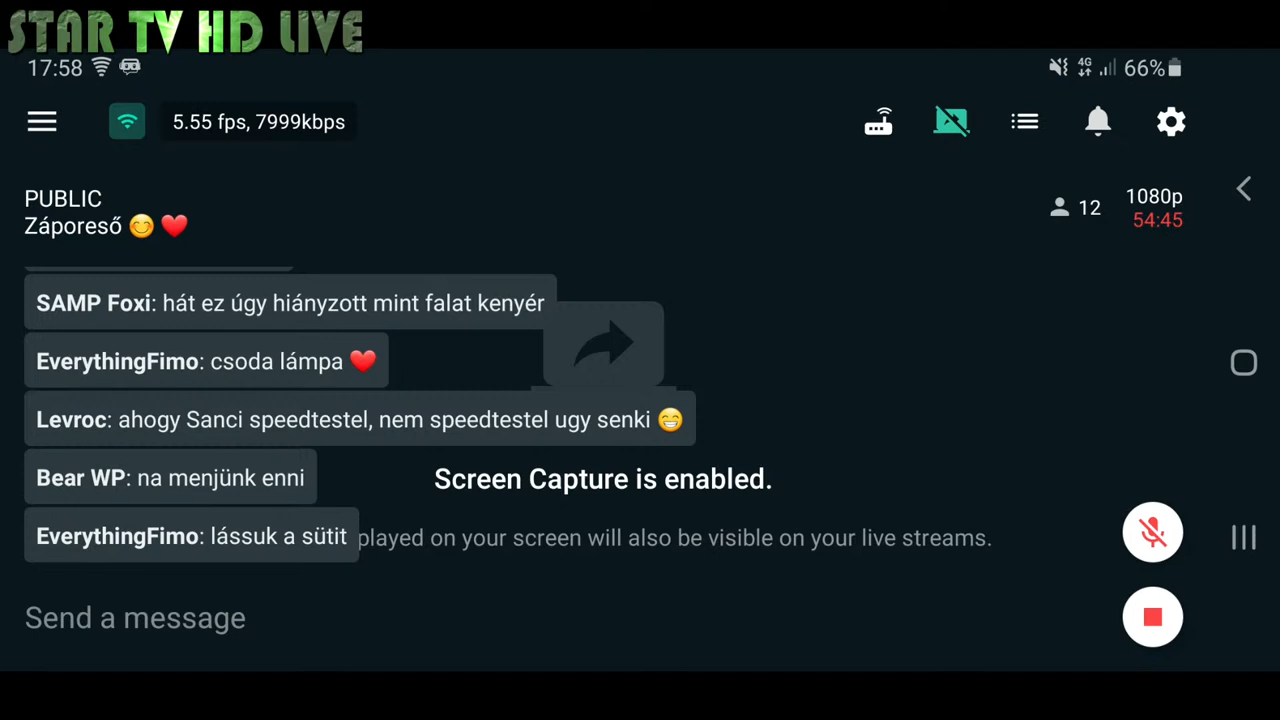 STAR TV HD LIVE
17:58 4G 66%
5.55 fps, 7999kbps
PUBLIC
Záporeső 😊 ❤️
12
1080p
54:45
SAMP Foxi: hát ez úgy hiányzott mint falat kenyér
EverythingFimo: csoda lámpa ❤️
Levroc: ahogy Sanci speedtestel, nem speedtestel ugy senki 😁
Bear WP: na menjünk enni
Screen Capture is enabled.
EverythingFimo: lássuk a sütit
played on your screen will also be visible on your live streams.
Send a message